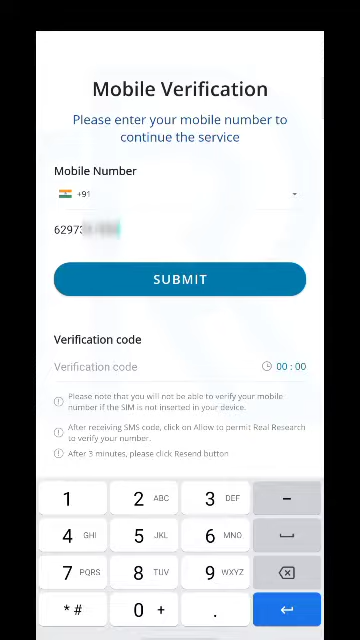 Mobile Verification
Please enter your mobile number to
continue the service
Mobile Number
+91
6297
SUBMIT
Verification code
Verification code 00 : 00
Please note that you will not be able to verify your mobile
number if the SIM is not inserted in your device.
After receiving SMS code, click on Allow to permit Real Research
to verify your number.
After 3 minutes, please click Resend button
1 2 ABC 3 DEF –
4 GHI 5 JKL 6 MNO
7 PQRS 8 TUV 9 WXYZ
* # 0 + .